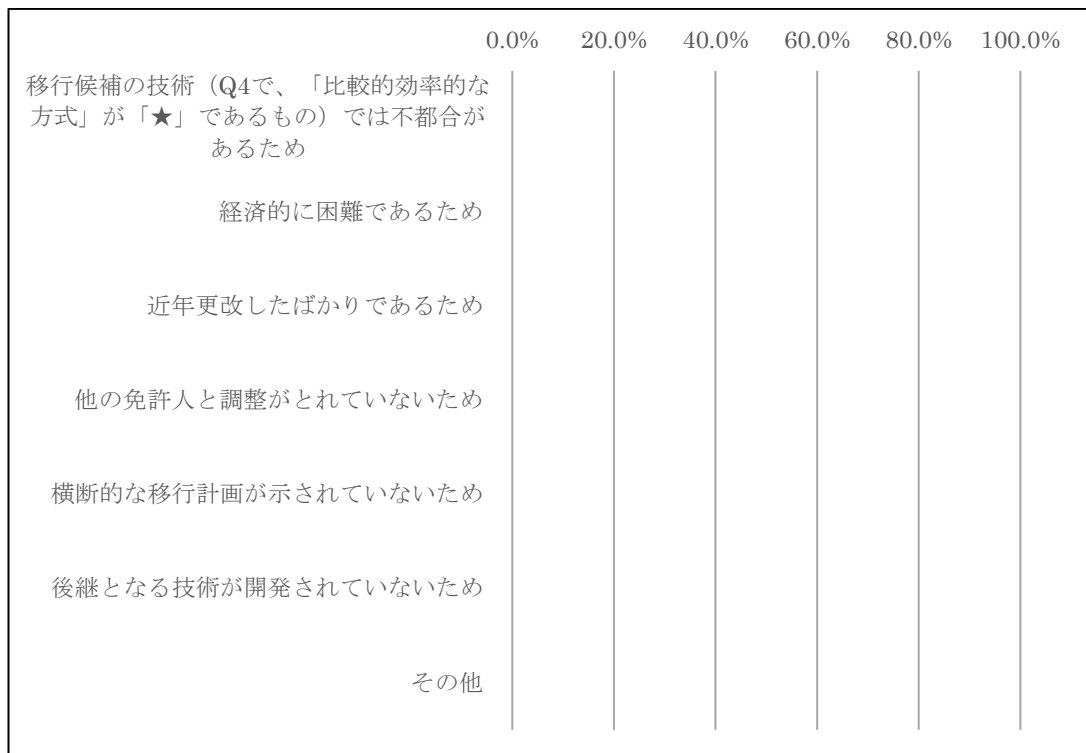 0.0% 20.0% 40.0% 60.0% 80.0% 100.0%
移行候補の技術（Q4で、「比較的効率的な
方式」が「★」であるもの）では不都合が
あるため
経済的に困難であるため
近年更改したばかりであるため
他の免許人と調整がとれていないため
横断的な移行計画が示されていないため
後継となる技術が開発されていないため
その他